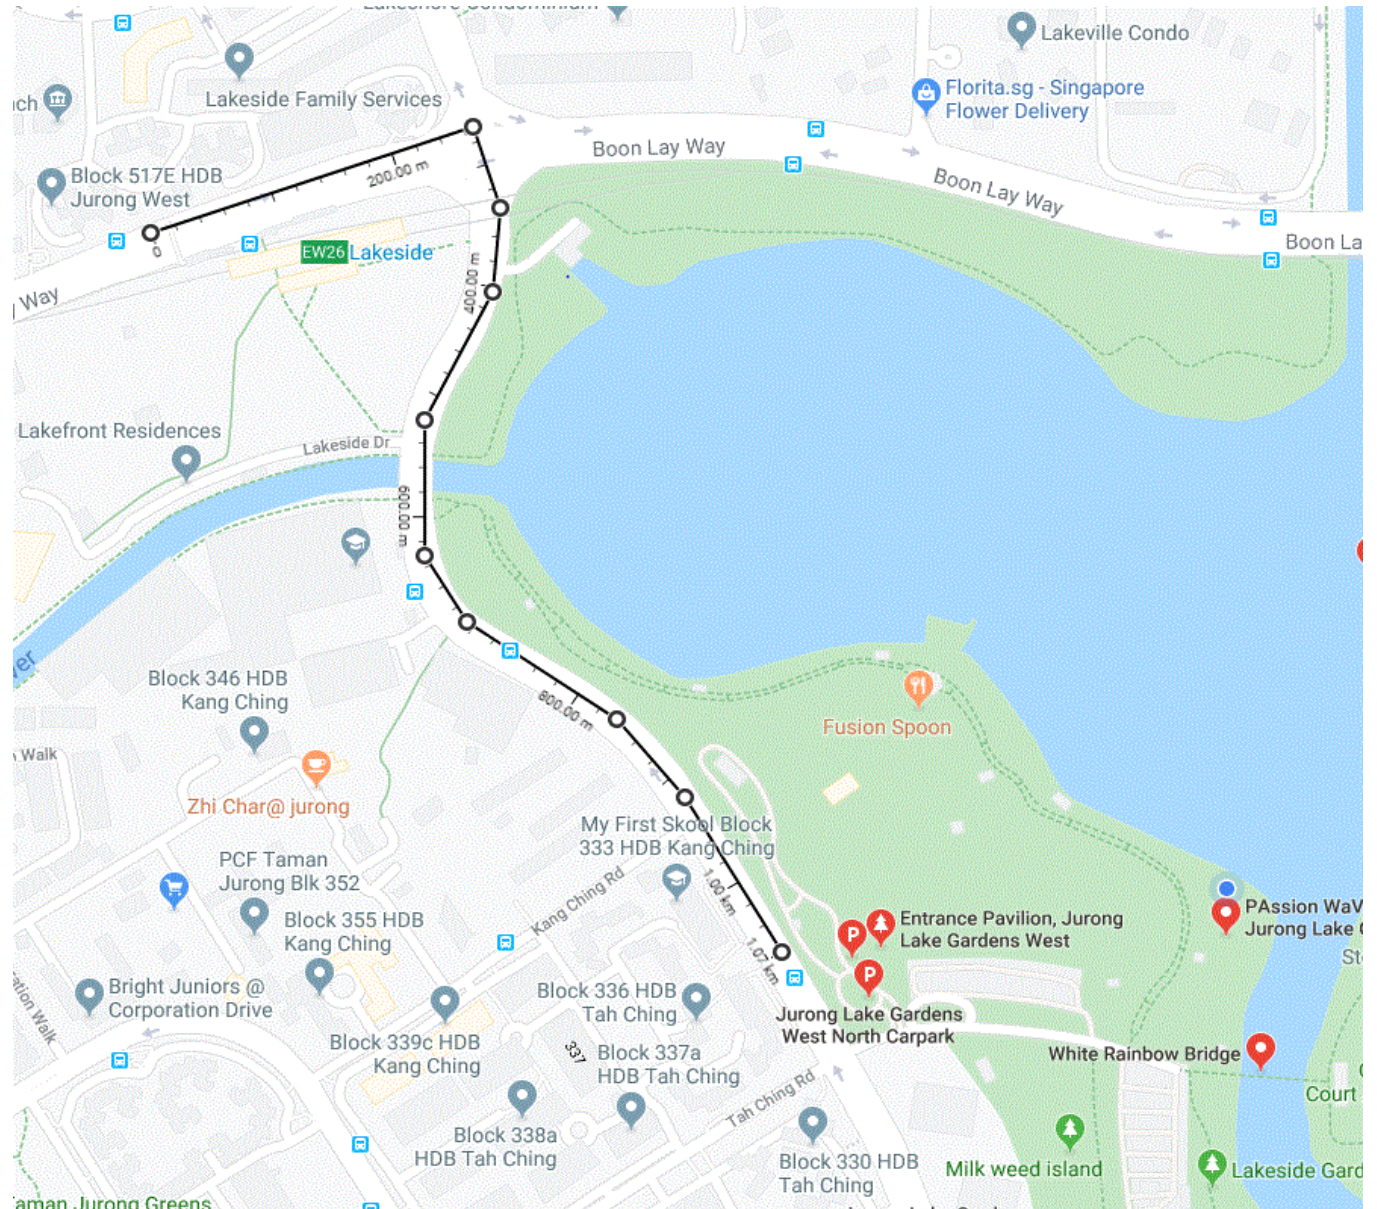 Lakeshore Condominium
Lakeville Condo
Florita.sg - Singapore
Flower Delivery
Lakeside Family Services
Boon Lay Way
200.00 m
Block 517E HDB
Jurong West
Boon Lay Way
0
EW26 Lakeside
Boon La
400.00 m
Way
Lakefront Residences
Lakeside Dr
600.00 m
Block 346 HDB
Kang Ching
800.00 m
Fusion Spoon
Walk
Zhi Char@ jurong
My First Skool Block
333 HDB Kang Ching
PCF Taman
Jurong Blk 352
1.00 km
Kang Ching Rd
Block 355 HDB
Kang Ching
P
Entrance Pavilion, Jurong
Lake Gardens West
PAssion WaV
Jurong Lake
1.07 km
P
Bright Juniors @
Corporation Drive
Block 336 HDB
Tah Ching
Jurong Lake Gardens
West North Carpark
ration Walk
Block 339c HDB
Kang Ching
337
Block 337a
HDB Tah Ching
White Rainbow Bridge
Court
Tah Ching Rd
Block 338a
HDB Tah Ching
Block 330 HDB
Tah Ching
Milk weed island
Lakeside Gard
aman Jurong Greens